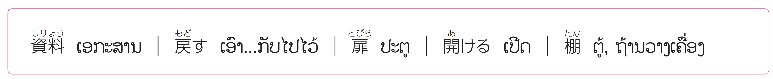 資料 ເອກະສານ | 戻す ເອົາ...ກັບໄປໄວ້ | 扉 ປະຕູ | 開ける ເປີດ | 棚 ຕູ້, ຖ້ານວາງເຄື່ອງ